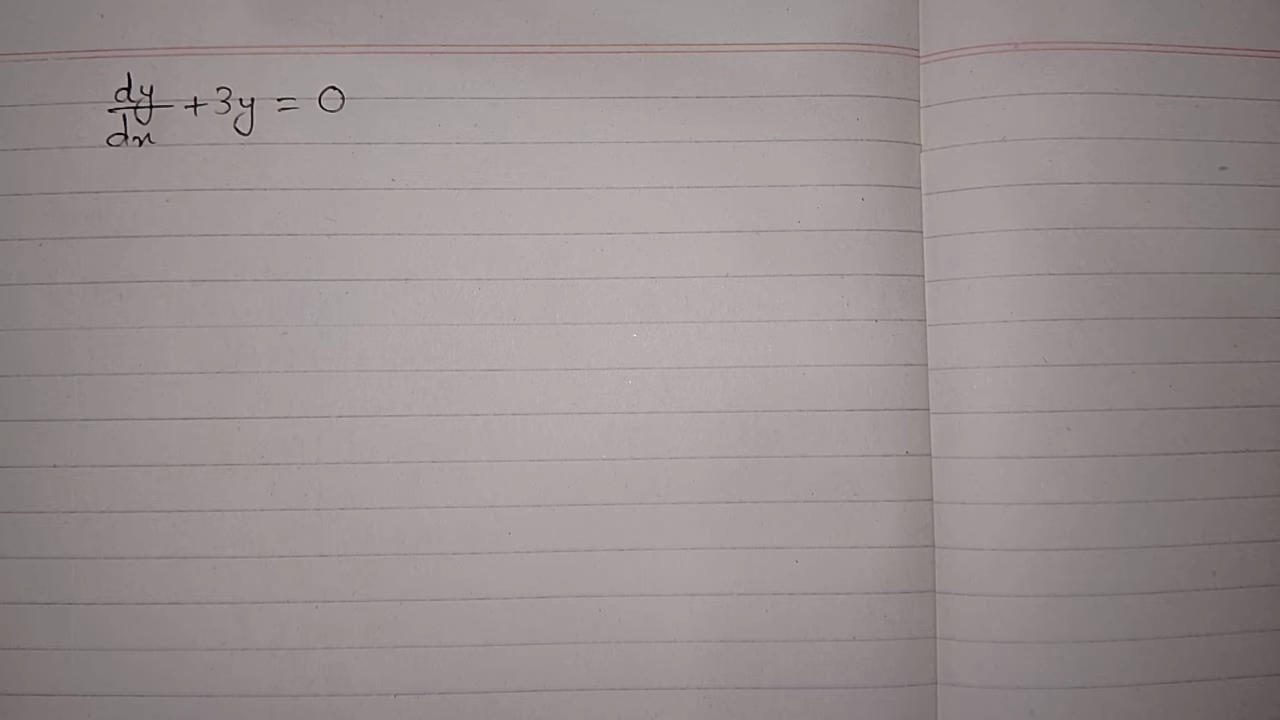 dy/dx + 3y = 0